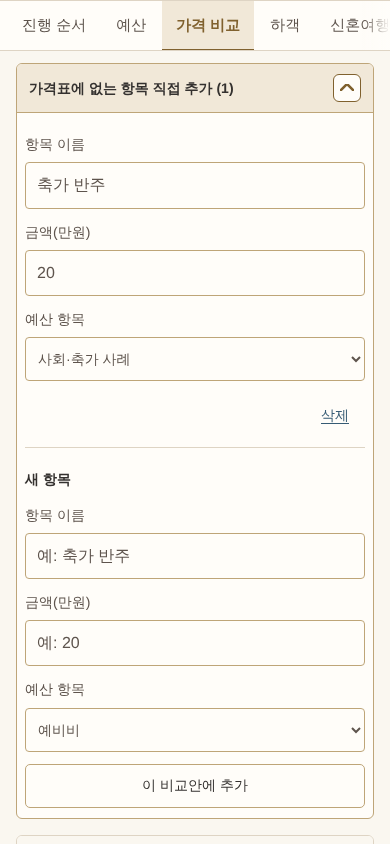 진행 순서 예산 가격 비교 하객 신혼여행
가격표에 없는 항목 직접 추가 (1)
항목 이름
축가 반주
금액(만원)
20
예산 항목
사회·축가 사례
삭제
새 항목
항목 이름
예: 축가 반주
금액(만원)
예: 20
예산 항목
예비비
이 비교안에 추가